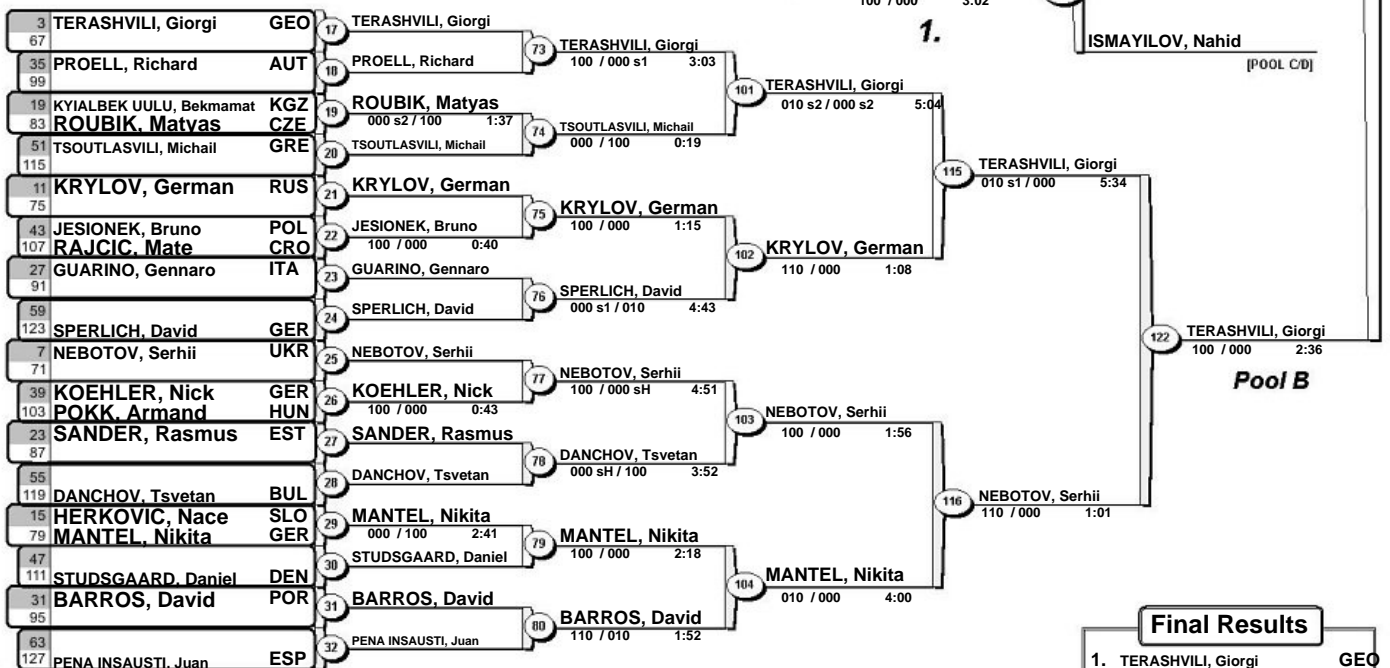 100 / 000 3:02
1.
ISMAYILOV, Nahid
[POOL C/D]
3 TERASHVILI, Giorgi GEO
67
35 PROELL, Richard AUT
99
19 KYIALBEK UULU, Bekmamat KGZ
83 ROUBIK, Matyas CZE
51 TSOUTLASVILI, Michail GRE
115
11 KRYLOV, German RUS
75
43 JESIONEK, Bruno POL
107 RAJCIC, Mate CRO
27 GUARINO, Gennaro ITA
91
59
123 SPERLICH, David GER
7 NEBOTOV, Serhii UKR
71
39 KOEHLER, Nick GER
103 POKK, Armand HUN
23 SANDER, Rasmus EST
87
55
119 DANCHOV, Tsvetan BUL
15 HERKOVIC, Nace SLO
79 MANTEL, Nikita GER
47
111 STUDSGAARD, Daniel DEN
31 BARROS, David POR
95
63
127 PENA INSAUSTI, Juan ESP
17 TERASHVILI, Giorgi
18 PROELL, Richard
19 ROUBIK, Matyas
000 s2 / 100 1:37
20 TSOUTLASVILI, Michail
21 KRYLOV, German
22 JESIONEK, Bruno
100 / 000 0:40
23 GUARINO, Gennaro
24 SPERLICH, David
25 NEBOTOV, Serhii
26 KOEHLER, Nick
100 / 000 0:43
27 SANDER, Rasmus
28 DANCHOV, Tsvetan
29 MANTEL, Nikita
000 / 100 2:41
30 STUDSGAARD, Daniel
31 BARROS, David
32 PENA INSAUSTI, Juan
73 TERASHVILI, Giorgi
100 / 000 s1 3:03
74 TSOUTLASVILI, Michail
000 / 100 0:19
75 KRYLOV, German
100 / 000 1:15
76 SPERLICH, David
000 s1 / 010 4:43
77 NEBOTOV, Serhii
100 / 000 sH 4:51
78 DANCHOV, Tsvetan
000 sH / 100 3:52
79 MANTEL, Nikita
100 / 000 2:18
80 BARROS, David
110 / 010 1:52
101 TERASHVILI, Giorgi
010 s2 / 000 s2 5:04
102 KRYLOV, German
110 / 000 1:08
103 NEBOTOV, Serhii
100 / 000 1:56
104 MANTEL, Nikita
010 / 000 4:00
115 TERASHVILI, Giorgi
010 s1 / 000 5:34
116 NEBOTOV, Serhii
110 / 000 1:01
122 TERASHVILI, Giorgi
100 / 000 2:36
Pool B
Final Results
1. TERASHVILI, Giorgi GEO